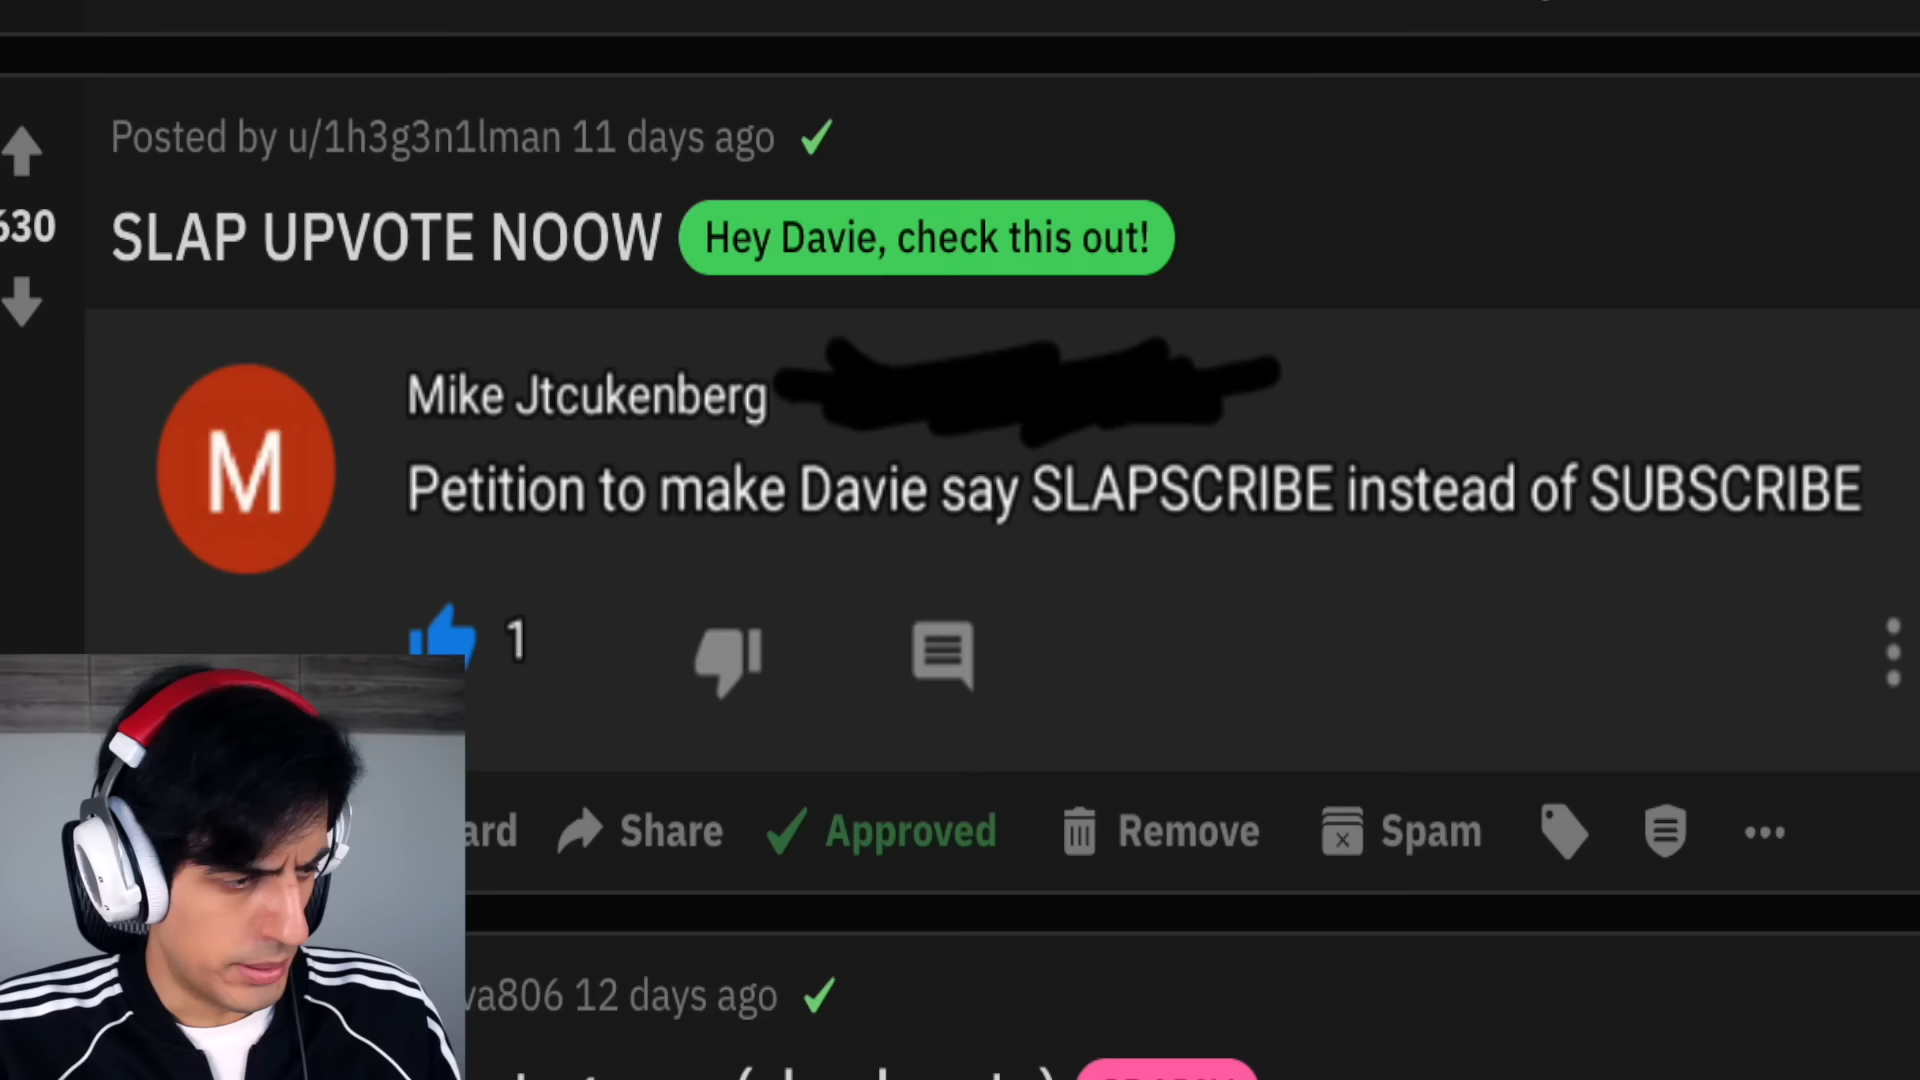 Posted by u/1h3g3n1lman 11 days ago
630
SLAP UPVOTE NOOW Hey Davie, check this out!
M
Mike Jtcukenberg
Petition to make Davie say SLAPSCRIBE instead of SUBSCRIBE
1
ard Share Approved Remove Spam
va806 12 days ago